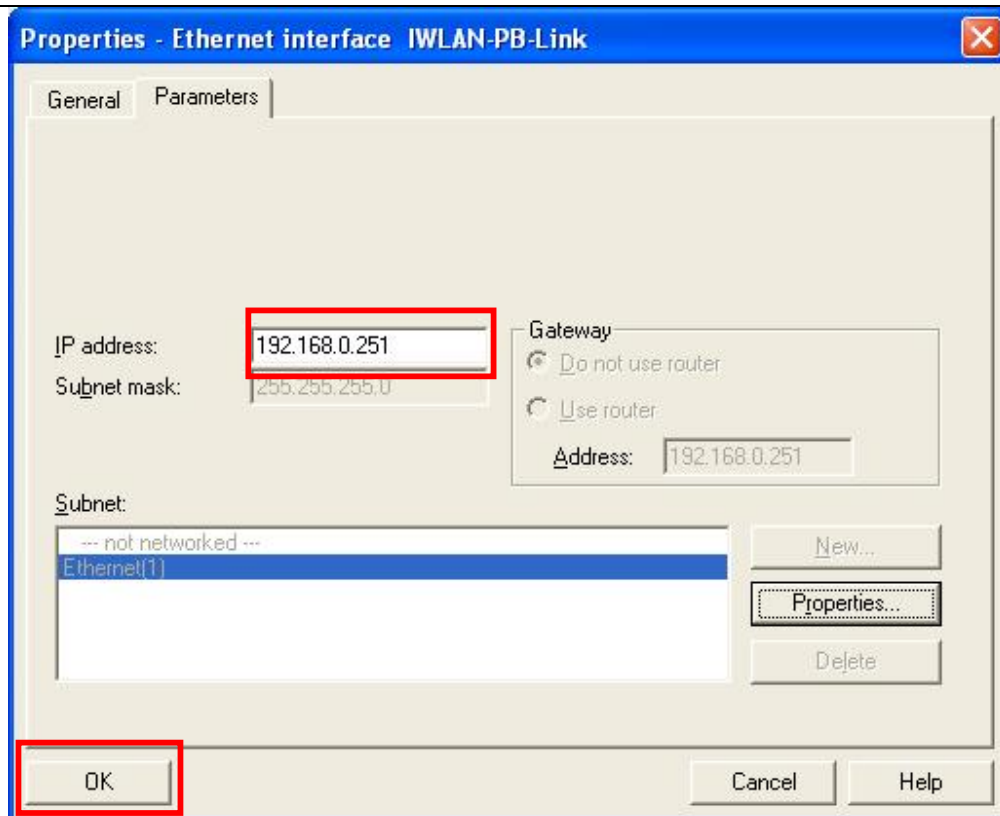 Properties - Ethernet interface IWLAN-PB-Link
General Parameters
IP address: 192.168.0.251
Subnet mask: 255.255.255.0
Gateway
Do not use router
Use router
Address: 192.168.0.251
Subnet:
--- not networked ---
Ethernet(1)
New...
Properties...
Delete
OK Cancel Help